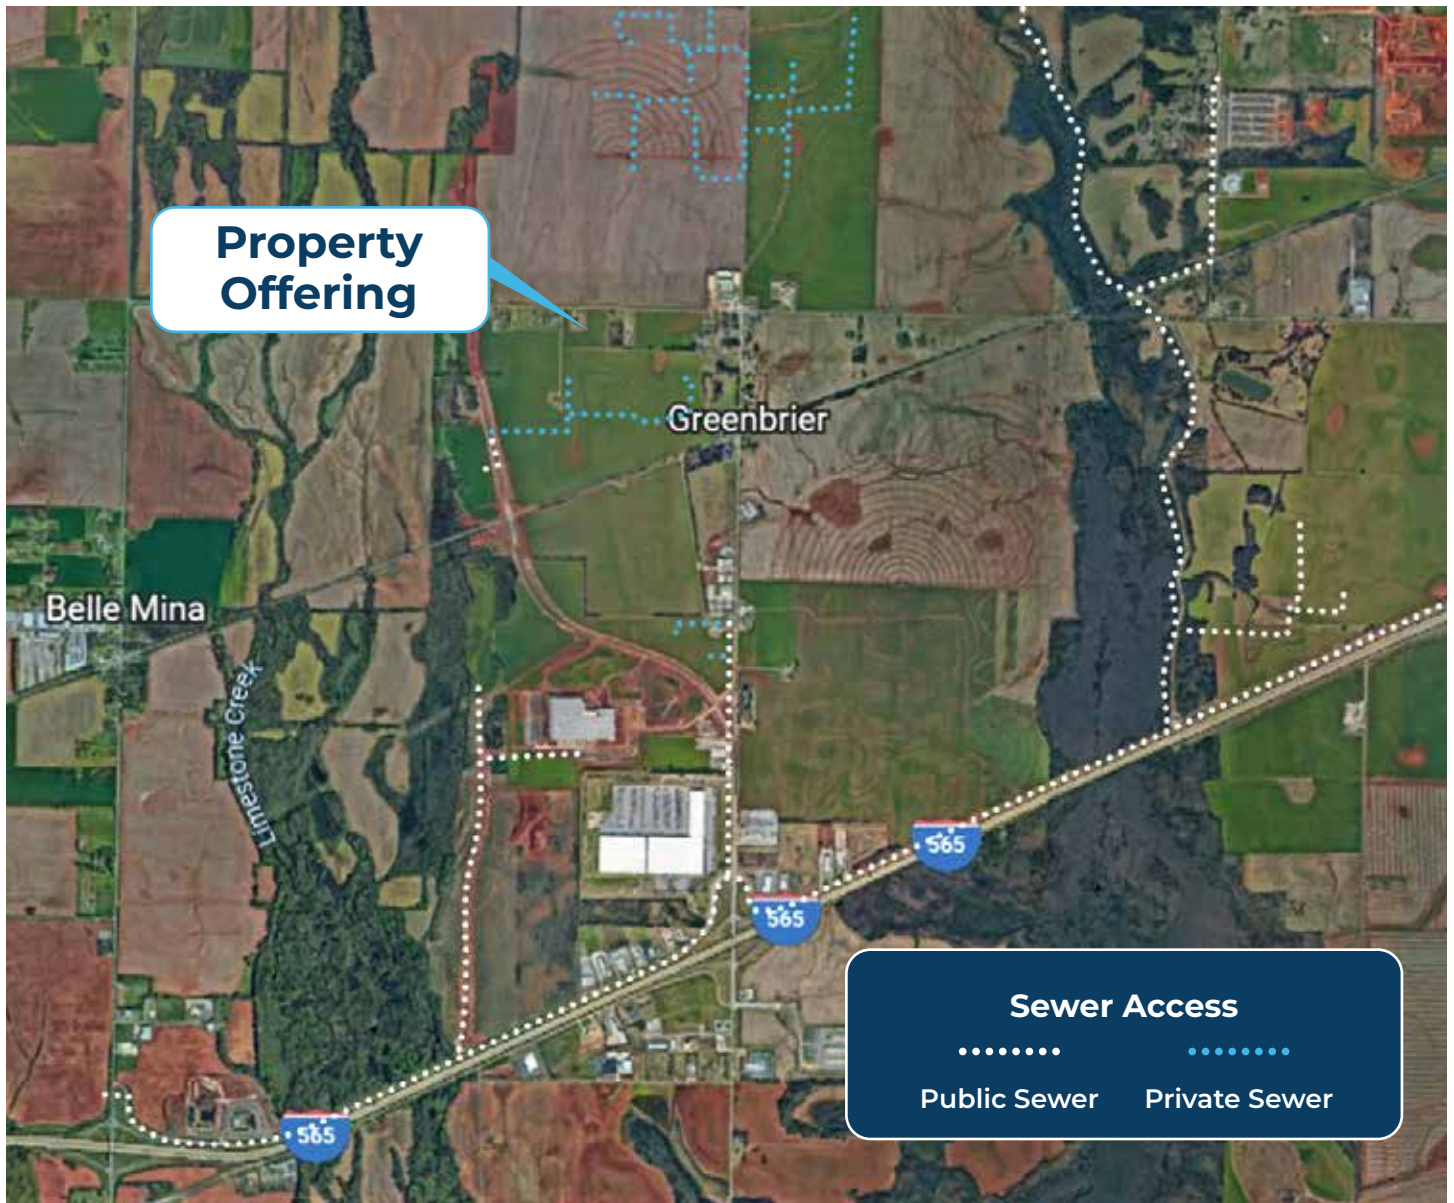 Property
Offering
Greenbrier
Belle Mina
Limestone Creek
565
565
565
Sewer Access
Public Sewer
Private Sewer